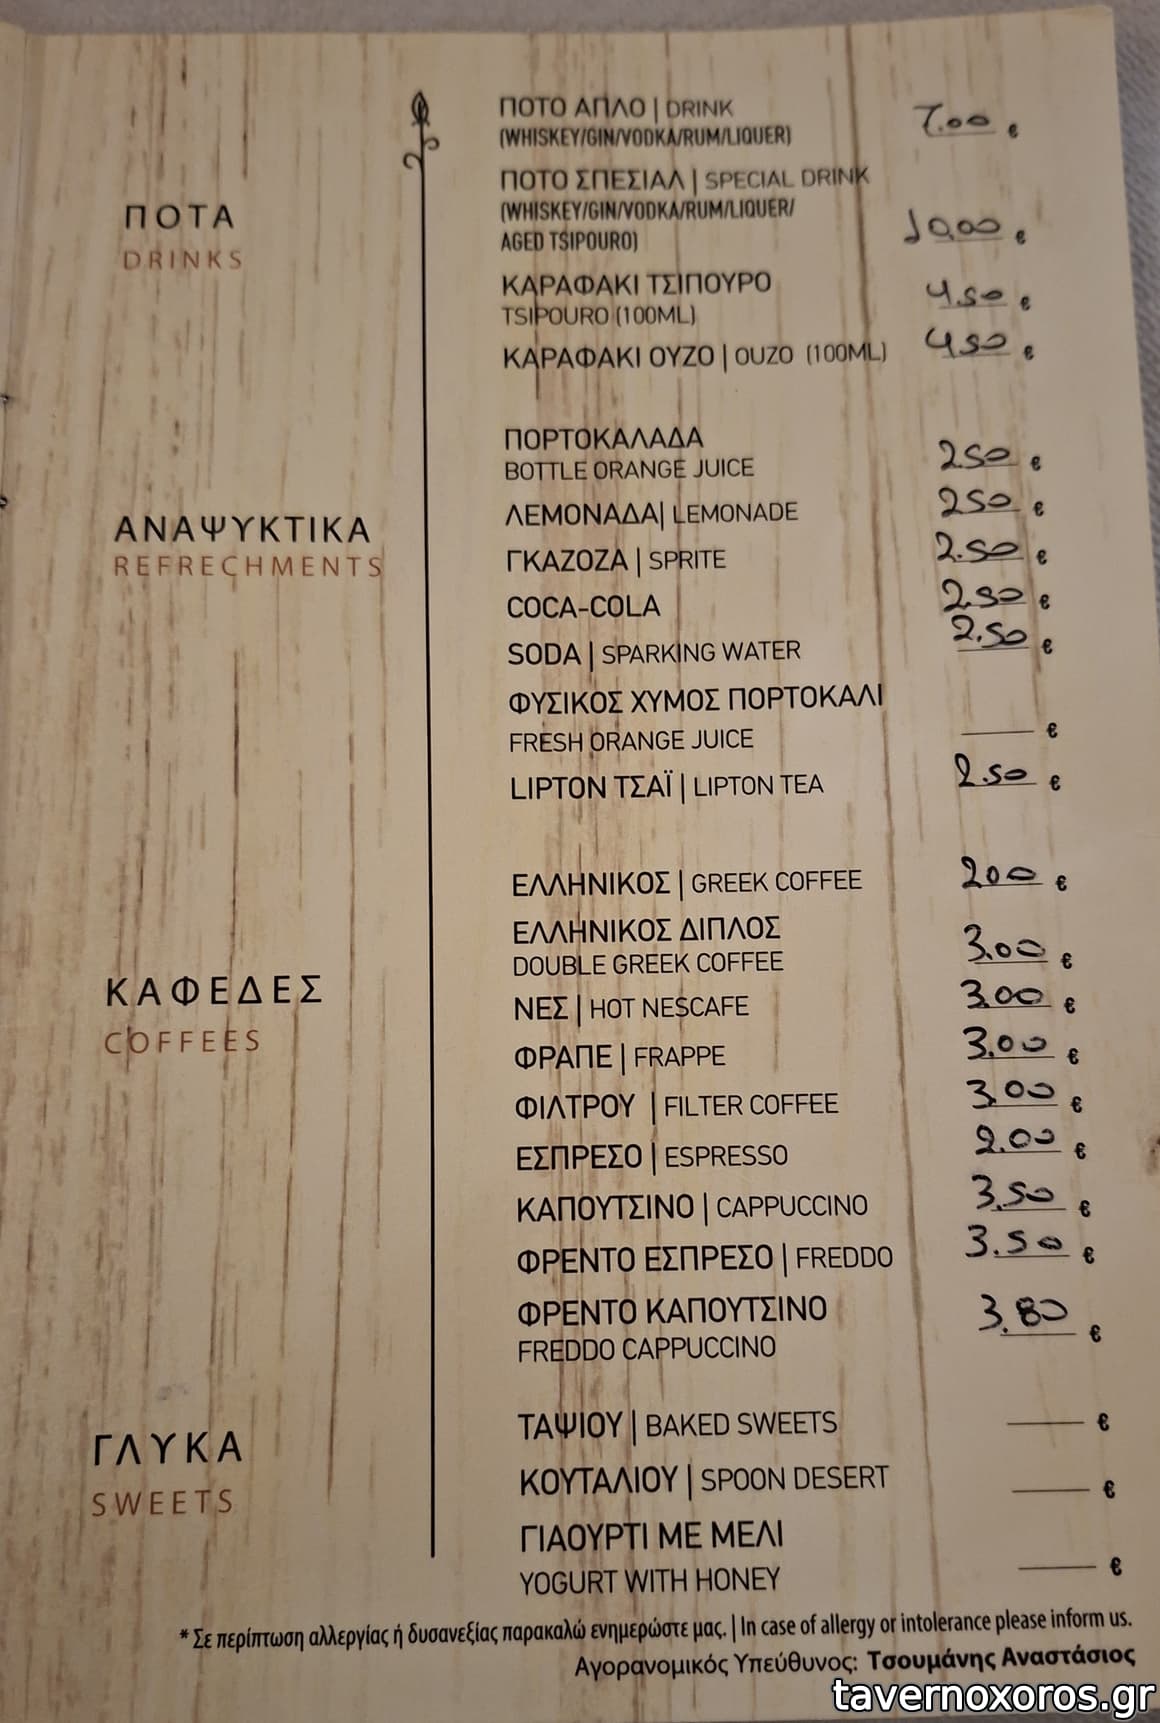 ΠΟΤΑ
DRINKS
ΠΟΤΟ ΑΠΛΟ | DRINK
(WHISKEY/GIN/VODKA/RUM/LIQUER) 7.00 €
ΠΟΤΟ ΣΠΕΣΙΑΛ | SPECIAL DRINK
(WHISKEY/GIN/VODKA/RUM/LIQUER/
AGED TSIPOURO) 10,00 €
ΚΑΡΑΦΑΚΙ ΤΣΙΠΟΥΡΟ
TSIPOURO (100ML) 4,50 €
ΚΑΡΑΦΑΚΙ ΟΥΖΟ | OUZO (100ML) 4,50 €
ΑΝΑΨΥΚΤΙΚΑ
REFRECHMENTS
ΠΟΡΤΟΚΑΛΑΔΑ
BOTTLE ORANGE JUICE 2.50 €
ΛΕΜΟΝΑΔΑ| LEMONADE 2.50 €
ΓΚΑΖΟΖΑ | SPRITE 2.50 €
COCA-COLA 2.50 €
SODA | SPARKING WATER 2.50 €
ΦΥΣΙΚΟΣ ΧΥΜΟΣ ΠΟΡΤΟΚΑΛΙ
FRESH ORANGE JUICE €
LIPTON ΤΣΑΪ | LIPTON TEA 2.50 €
ΚΑΦΕΔΕΣ
COFFEES
ΕΛΛΗΝΙΚΟΣ | GREEK COFFEE 2.00 €
ΕΛΛΗΝΙΚΟΣ ΔΙΠΛΟΣ
DOUBLE GREEK COFFEE 3.00 €
ΝΕΣ | HOT NESCAFE 3.00 €
ΦΡΑΠΕ | FRAPPE 3.00 €
ΦΙΛΤΡΟΥ | FILTER COFFEE 3.00 €
ΕΣΠΡΕΣΟ | ESPRESSO 2.00 €
ΚΑΠΟΥΤΣΙΝΟ | CAPPUCCINO 3.50 €
ΦΡΕΝΤΟ ΕΣΠΡΕΣΟ | FREDDO 3.50 €
ΦΡΕΝΤΟ ΚΑΠΟΥΤΣΙΝΟ
FREDDO CAPPUCCINO 3.80 €
ΓΛΥΚΑ
SWEETS
ΤΑΨΙΟΥ | BAKED SWEETS €
ΚΟΥΤΑΛΙΟΥ | SPOON DESERT €
ΓΙΑΟΥΡΤΙ ΜΕ ΜΕΛΙ
YOGURT WITH HONEY €
* Σε περίπτωση αλλεργίας ή δυσανεξίας παρακαλώ ενημερώστε μας. | In case of allergy or intolerance please inform us.
Αγορανομικός Υπεύθυνος: Τσουμάνης Αναστάσιος
tavernoxoros.gr